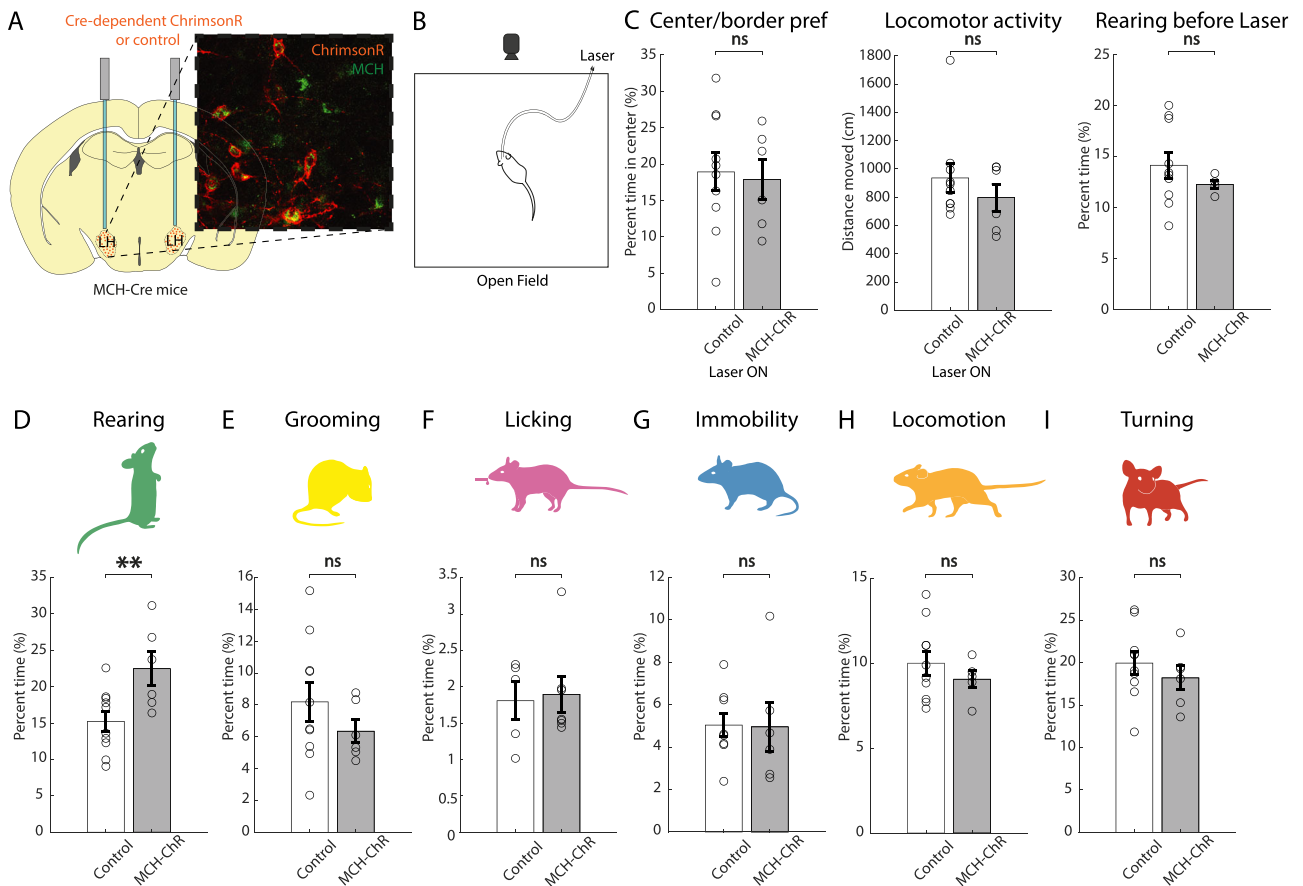 A
Cre-dependent ChrimsonR
or control
ChrimsonR
MCH
LH
LH
MCH-Cre mice
B
Laser
Open Field
C
Center/border pref
ns
Percent time in center (%)
35
30
25
20
15
10
5
0
Control
MCH-ChR
Laser ON
Locomotor activity
ns
Distance moved (cm)
1800
1600
1400
1200
1000
800
600
400
200
0
Control
MCH-ChR
Laser ON
Rearing before Laser
ns
Percent time (%)
25
20
15
10
5
0
Control
MCH-ChR
D
Rearing
**
Percent time (%)
35
30
25
20
15
10
5
0
Control
MCH-ChR
E
Grooming
ns
Percent time (%)
16
14
12
10
8
6
4
2
0
Control
MCH-ChR
F
Licking
ns
Percent time (%)
3.5
3
2.5
2
1.5
1
0.5
0
Control
MCH-ChR
G
Immobility
ns
Percent time (%)
12
10
8
6
4
2
0
Control
MCH-ChR
H
Locomotion
ns
Percent time (%)
15
10
5
0
Control
MCH-ChR
I
Turning
ns
Percent time (%)
30
25
20
15
10
5
0
Control
MCH-ChR